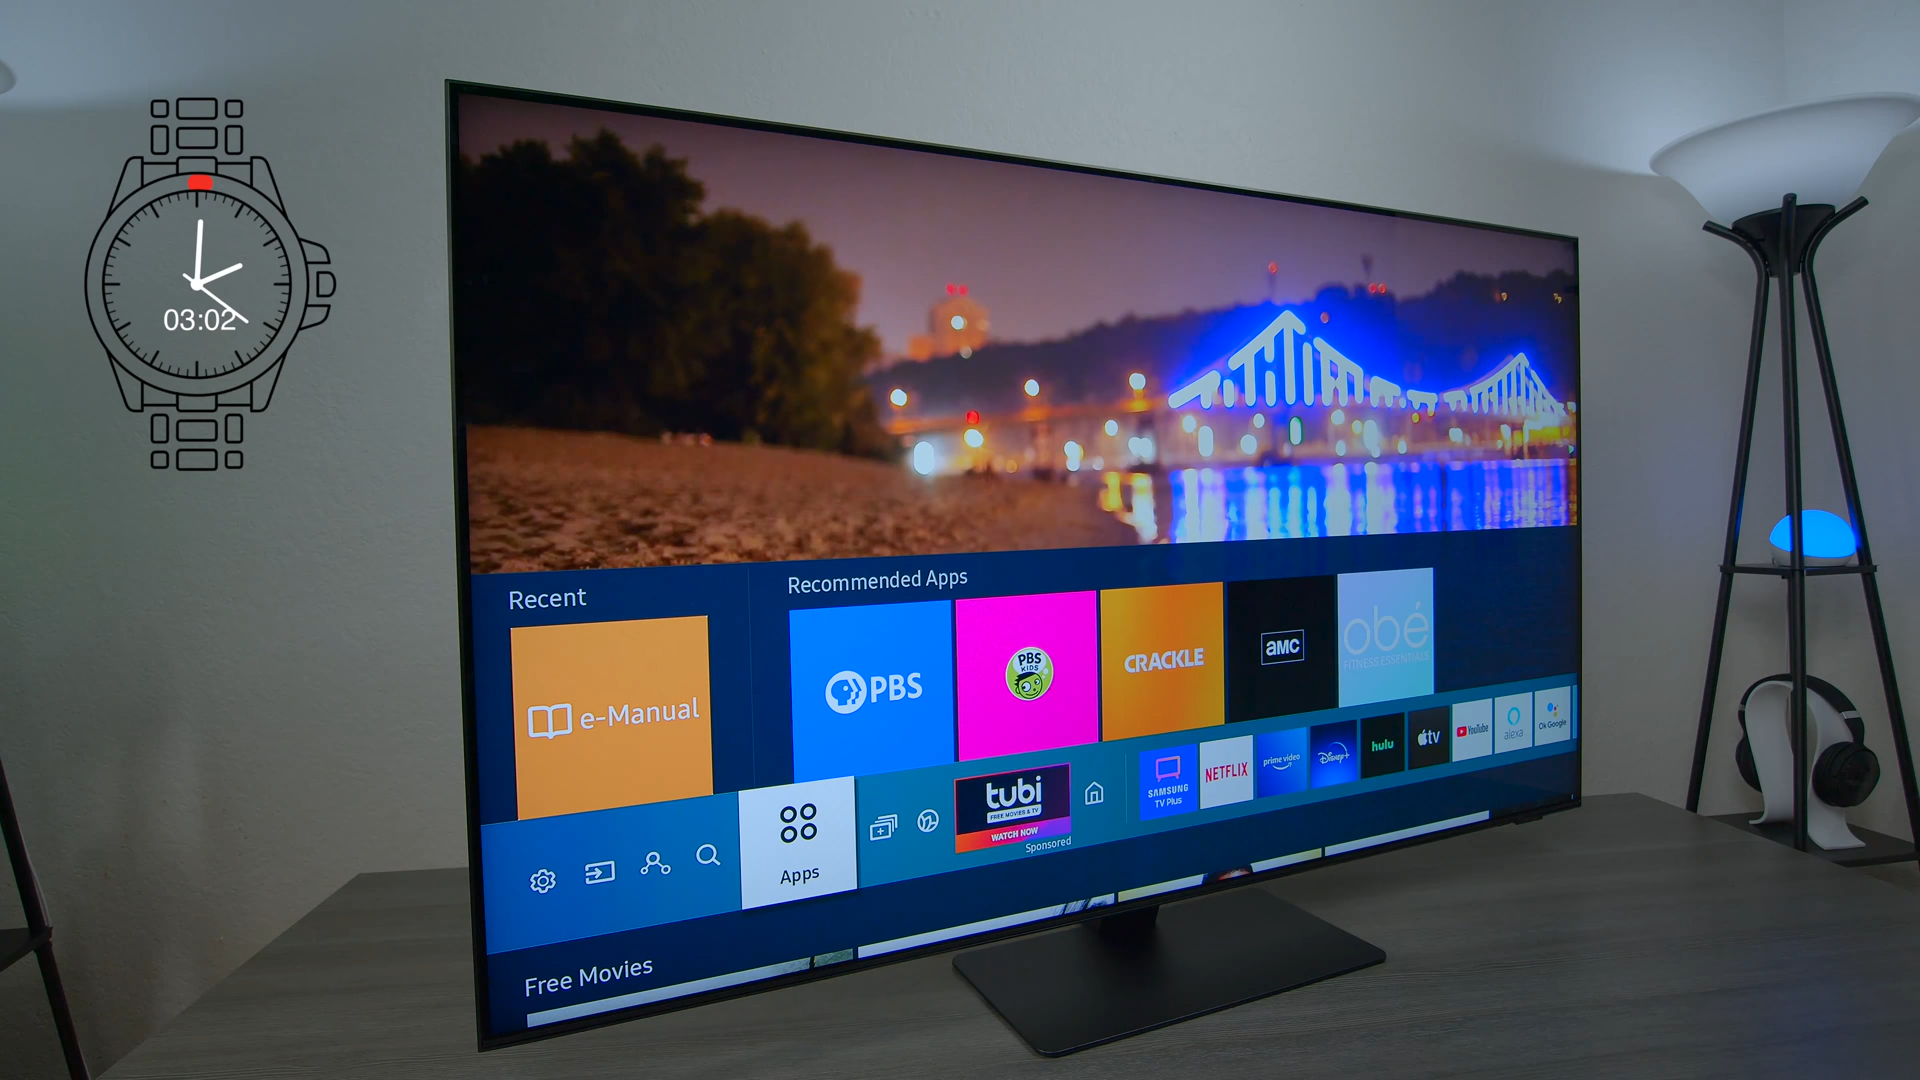 03:02
Recent
Recommended Apps
e-Manual
PBS
PBS
KIDS
CRACKLE
aMC
obé
FITNESS ESSENTIALS
Apps
tubi
FREE MOVIES & TV
WATCH NOW
Sponsored
SAMSUNG
TV Plus
NETFLIX
prime video
Disney+
hulu
tv
YouTube
alexa
Ok Google
Free Movies